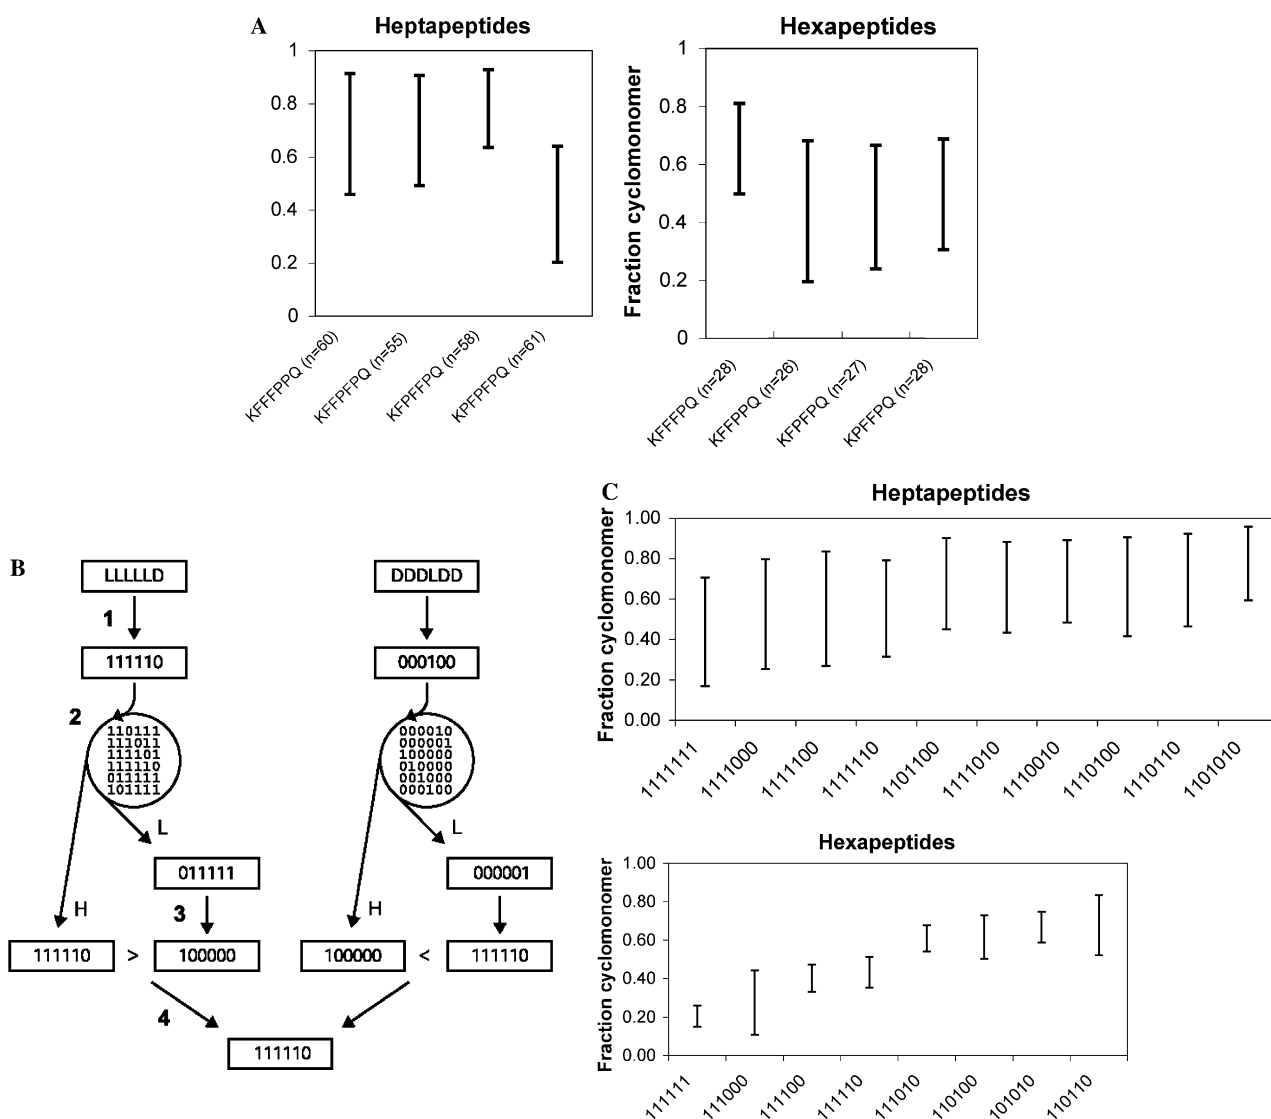 A
Heptapeptides
1
0.8
0.6
0.4
0.2
0
KFFFPPQ (n=60)
KFFPFPQ (n=55)
KFPFFPQ (n=58)
KPFPFPQ (n=61)
Hexapeptides
Fraction cyclomonomer
1
0.8
0.6
0.4
0.2
0
KFFFPQ (n=28)
KFFPPQ (n=26)
KFPFPQ (n=27)
KPFFPQ (n=28)
B
LLLLLD
DDDLDD
1
111110
000100
2
110111
111011
111101
111110
011111
101111
000010
000001
100000
010000
001000
000100
L
L
011111
000001
H
3
H
111110 > 100000
100000 < 111110
4
111110
C
Heptapeptides
Fraction cyclomonomer
1.00
0.80
0.60
0.40
0.20
0.00
1111111
1111000
1111100
1111110
1101100
1111010
1110010
1110100
1110110
1101010
Hexapeptides
Fraction cyclomonomer
1.00
0.80
0.60
0.40
0.20
0.00
111111
111000
111100
111110
111010
110100
101010
110110